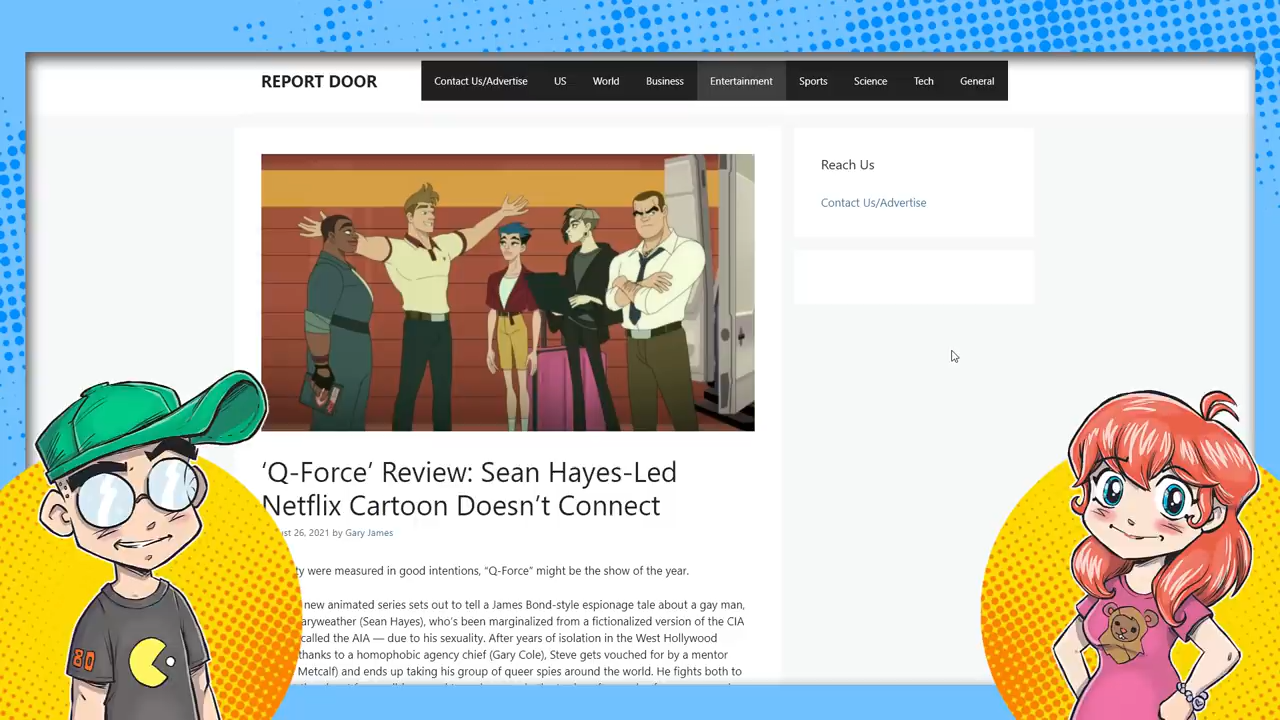 REPORT DOOR
Contact Us/Advertise US World Business Entertainment Sports Science Tech General
Reach Us
Contact Us/Advertise
‘Q-Force’ Review: Sean Hayes-Led
Netflix Cartoon Doesn’t Connect
26, 2021 by Gary James
were measured in good intentions, “Q-Force” might be the show of the year.
new animated series sets out to tell a James Bond-style espionage tale about a gay man,
(Sean Hayes), who’s been marginalized from a fictionalized version of the CIA
called the AIA — due to his sexuality. After years of isolation in the West Hollywood
thanks to a homophobic agency chief (Gary Cole), Steve gets vouched for by a mentor
Metcalf) and ends up taking his group of queer spies around the world. He fights both to
80